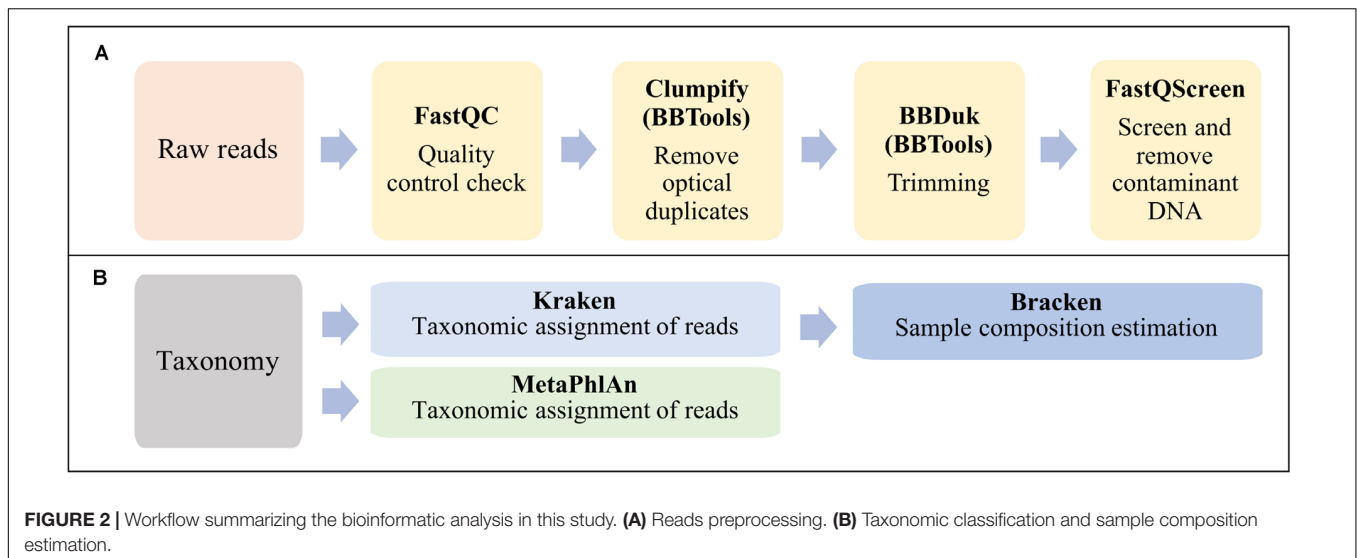 A
Raw reads
FastQC
Quality
control check
Clumpify
(BBTools)
Remove
optical
duplicates
BBDuk
(BBTools)
Trimming
FastQScreen
Screen and
remove
contaminant
DNA
B
Taxonomy
Kraken
Taxonomic assignment of reads
Bracken
Sample composition estimation
MetaPhlAn
Taxonomic assignment of reads
FIGURE 2 | Workflow summarizing the bioinformatic analysis in this study. (A) Reads preprocessing. (B) Taxonomic classification and sample composition
estimation.